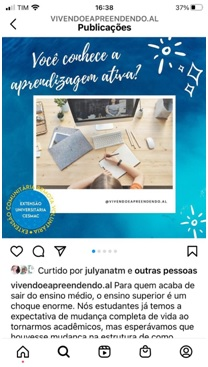 TIM 16:38 37%
VIVENDOEAPREENDENDO.AL
Publicações
Você conhece a
aprendizagem ativa?
@VIVENDOEAPREENDENDO.AL
EXTENSÃO COMUNITÁRIA
EXTENSÃO
UNIVERSITÁRIA
CESMAC
Curtido por julyanatm e outras pessoas
vivendoeapreendendo.al Para quem acaba de
sair do ensino médio, o ensino superior é um
choque enorme. Nós estudantes já temos a
expectativa de mudança completa de vida ao
tornarmos acadêmicos, mas esperávamos que
houvesse mudança na estrutura de como